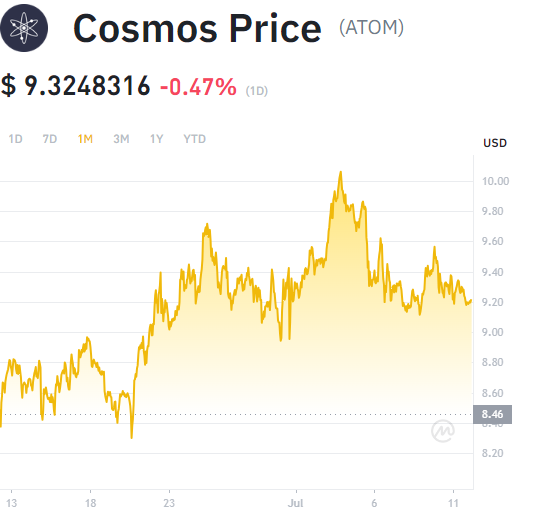 Cosmos Price (ATOM)
$ 9.3248316 -0.47% (1D)
1D 7D 1M 3M 1Y YTD
USD
10.00
9.80
9.60
9.40
9.20
9.00
8.80
8.60
8.46
8.40
8.20
13 18 23 Jul 6 11